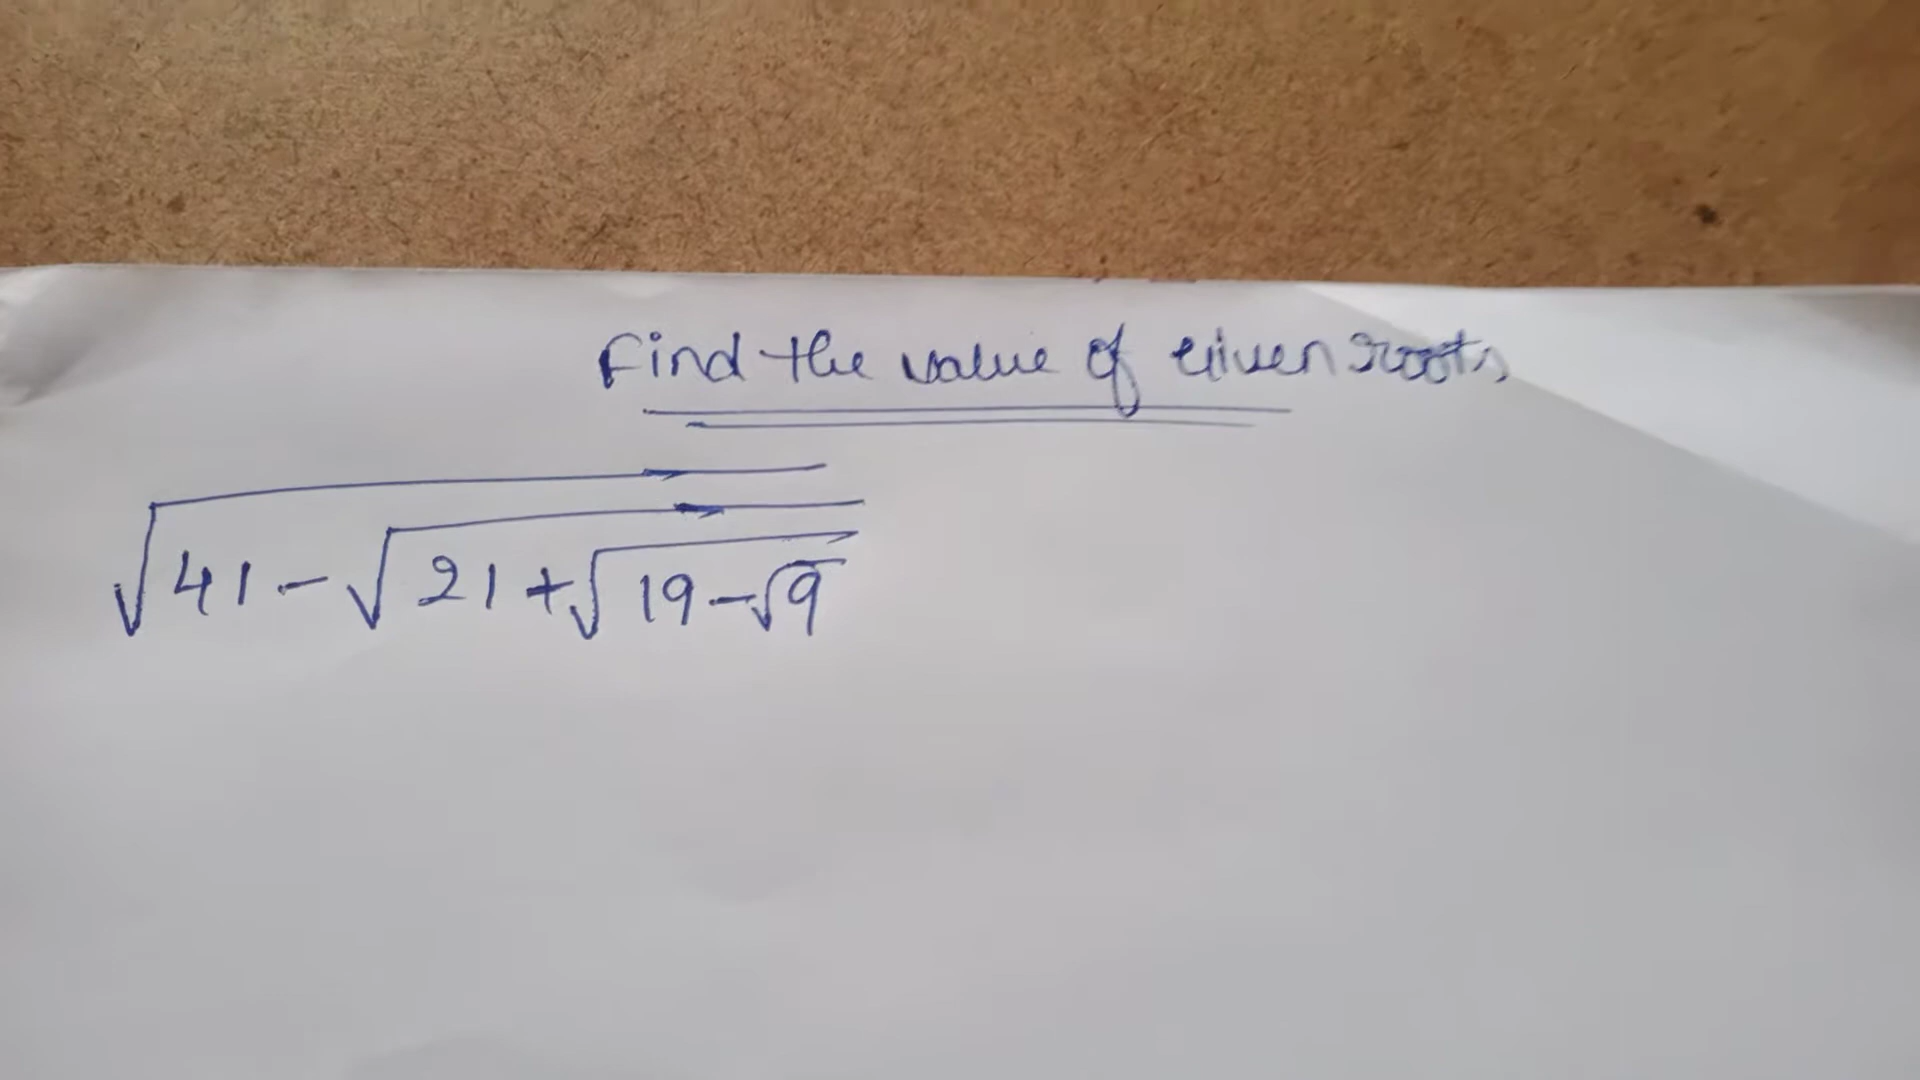 Find the value of Given roots
√41-√21+√19-√9